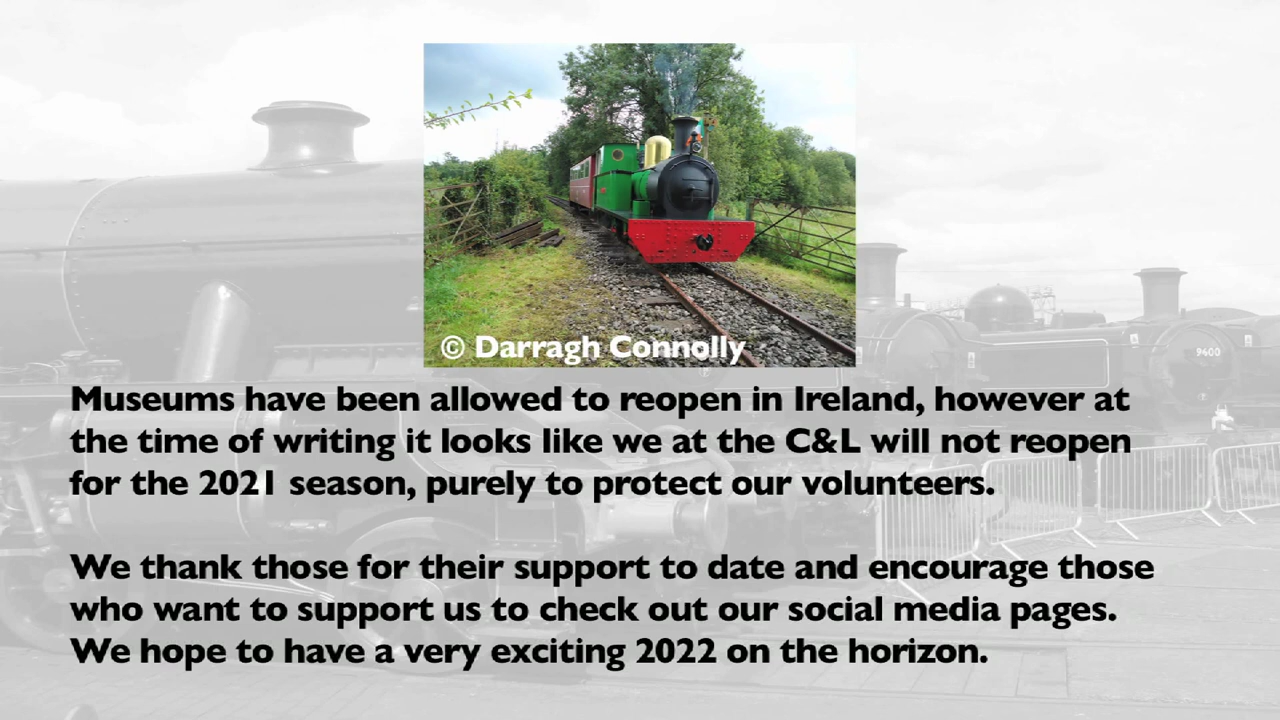 © Darragh Connolly
Museums have been allowed to reopen in Ireland, however at
the time of writing it looks like we at the C&L will not reopen
for the 2021 season, purely to protect our volunteers.
We thank those for their support to date and encourage those
who want to support us to check out our social media pages.
We hope to have a very exciting 2022 on the horizon.
9400